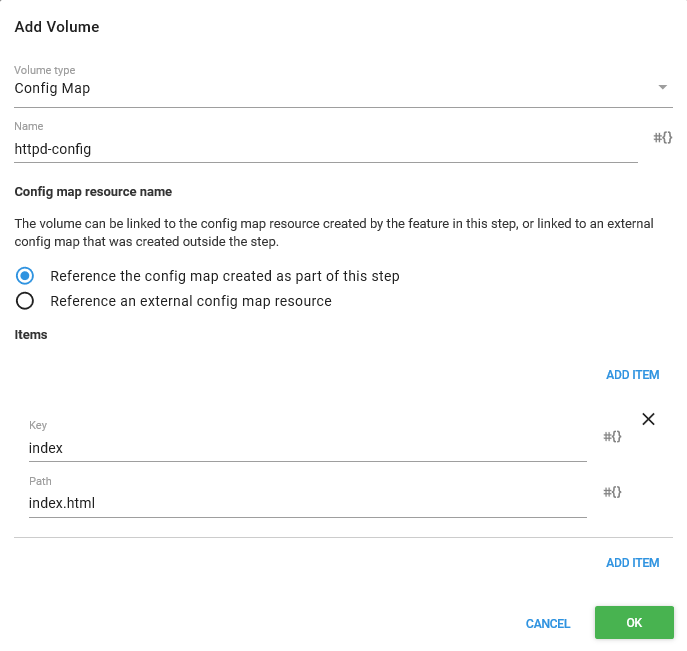 Add Volume
Volume type
Config Map
Name
#{}
httpd-config
Config map resource name
The volume can be linked to the config map resource created by the feature in this step, or linked to an external
config map that was created outside the step.
Reference the config map created as part of this step
Reference an external config map resource
Items
ADD ITEM
Key
#{}
index
Path
#{}
index.html
ADD ITEM
CANCEL
OK